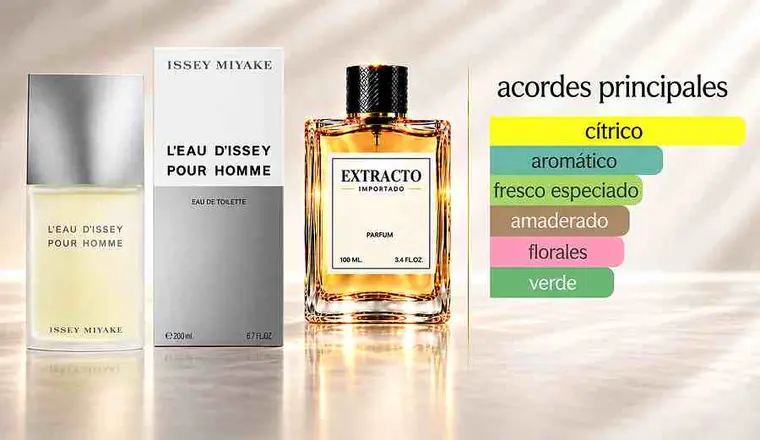 L'EAU D'ISSEY
POUR HOMME
ISSEY MIYAKE
ISSEY MIYAKE
L'EAU D'ISSEY
POUR HOMME
EAU DE TOILETTE
℮ 200 ml. 6.7 FL.OZ
EXTRACTO
IMPORTADO
PARFUM
100 ML. 3.4 FL.OZ.
acordes principales
cítrico
aromático
fresco especiado
amaderado
florales
verde